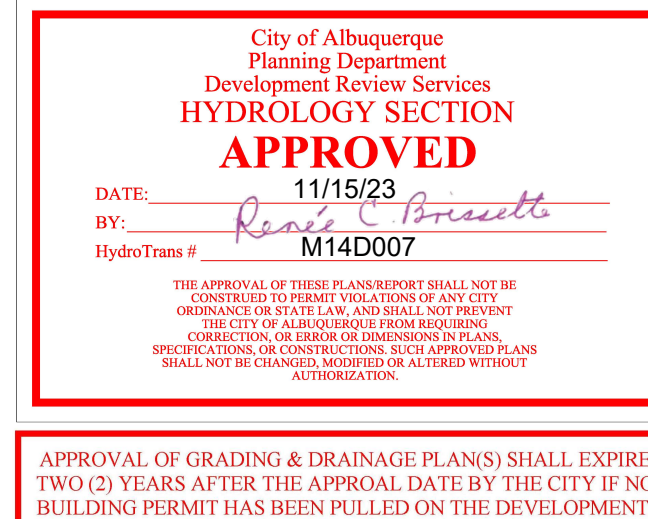 City of Albuquerque
Planning Department
Development Review Services
HYDROLOGY SECTION
APPROVED
DATE: 11/15/23
BY: Renée C. Brissette
HydroTrans # M14D007
THE APPROVAL OF THESE PLANS/REPORT SHALL NOT BE
CONSTRUED TO PERMIT VIOLATIONS OF ANY CITY
ORDINANCE OR STATE LAW, AND SHALL NOT PREVENT
THE CITY OF ALBUQUERQUE FROM REQUIRING
CORRECTION, OR ERROR OR DIMENSIONS IN PLANS,
SPECIFICATIONS, OR CONSTRUCTIONS. SUCH APPROVED PLANS
SHALL NOT BE CHANGED, MODIFIED OR ALTERED WITHOUT
AUTHORIZATION.
APPROVAL OF GRADING & DRAINAGE PLAN(S) SHALL EXPIRE
TWO (2) YEARS AFTER THE APPROAL DATE BY THE CITY IF NO
BUILDING PERMIT HAS BEEN PULLED ON THE DEVELOPMENT